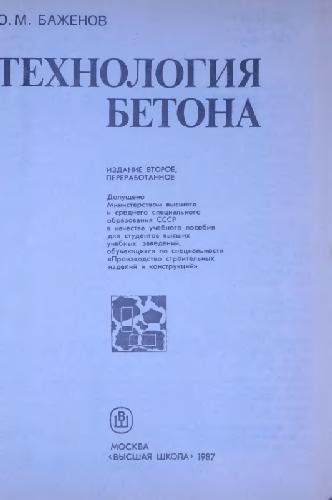 Ю. М. БАЖЕНОВ
ТЕХНОЛОГИЯ
БЕТОНА
ИЗДАНИЕ ВТОРОЕ,
ПЕРЕРАБОТАННОЕ
Допущено
Министерством высшего
и среднего специального
образования СССР
в качестве учебного пособия
для студентов высших
учебных заведений,
обучающихся по специальности
«Производство строительных
изделий и конструкций»
МОСКВА
«ВЫСШАЯ ШКОЛА» 1987